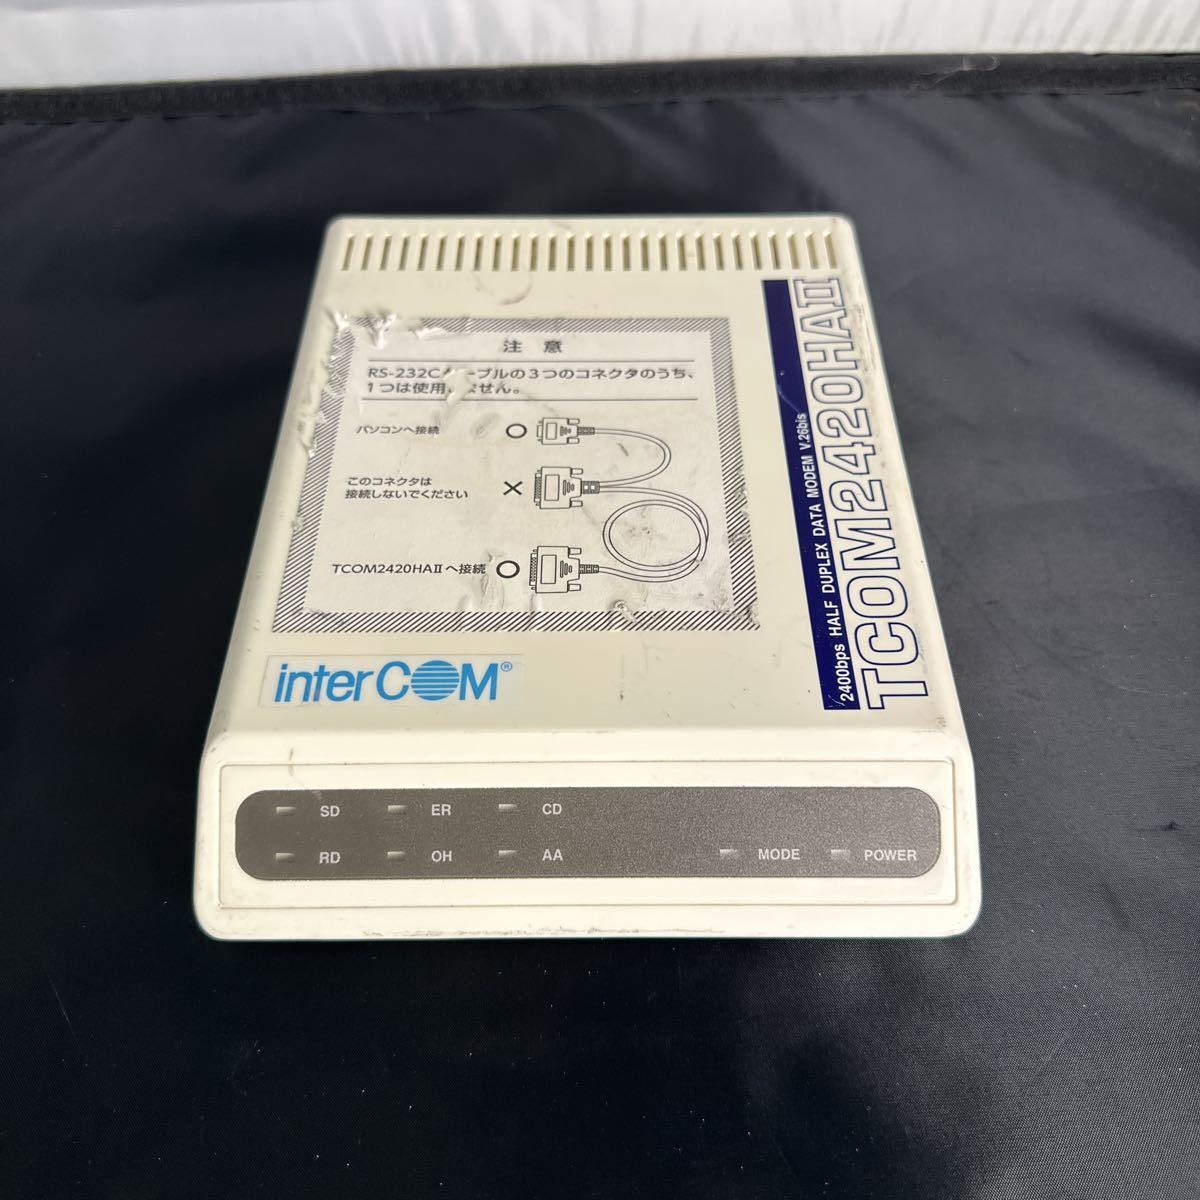 注 意
RS-232Cケーブルの3つのコネクタのうち、
1つは使用しません。
パソコンへ接続
このコネクタは
接続しないでください
TCOM2420HAⅡへ接続
interCOM®
2400bps HALF DUPLEX DATA MODEM V.26bis
TCOM2420HAⅡ
SD ER CD
RD OH AA MODE POWER